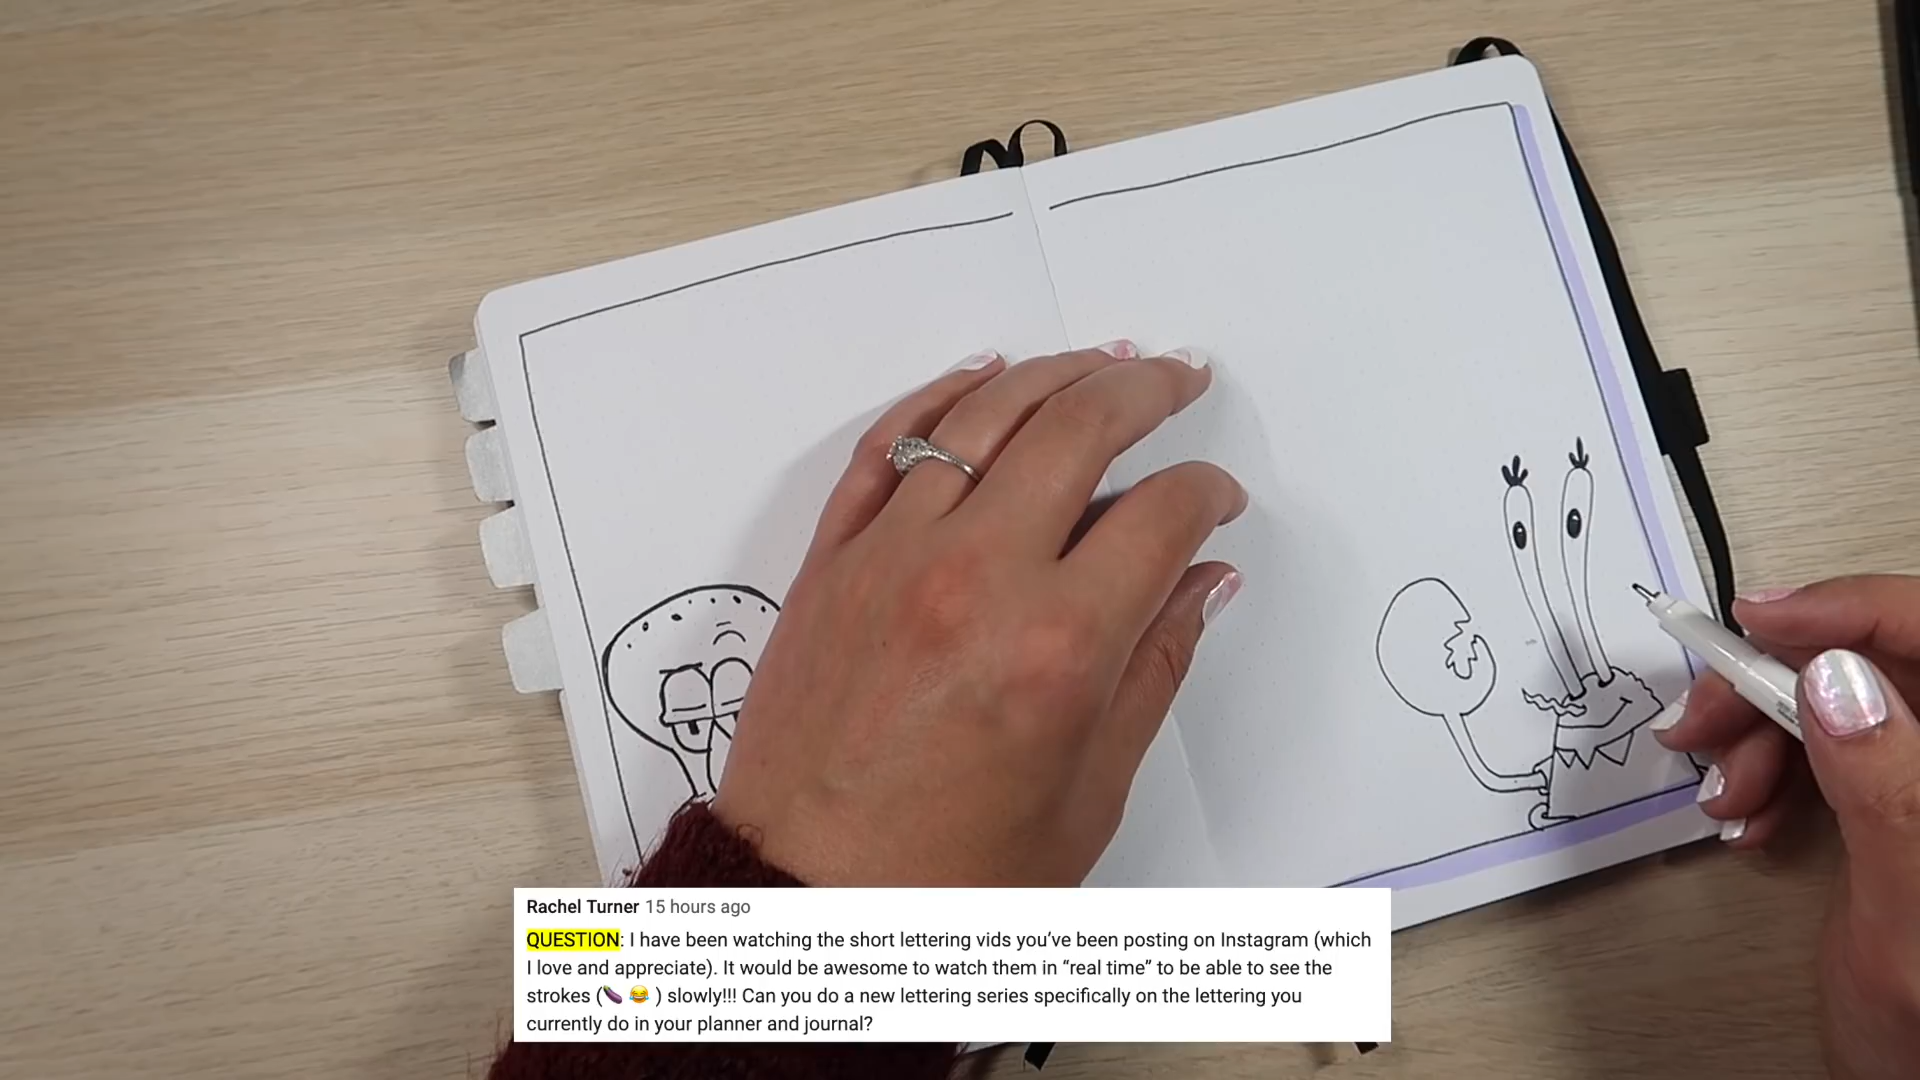 Rachel Turner 15 hours ago
QUESTION: I have been watching the short lettering vids you’ve been posting on Instagram (which
I love and appreciate). It would be awesome to watch them in “real time” to be able to see the
strokes (🍆 😂 ) slowly!!! Can you do a new lettering series specifically on the lettering you
currently do in your planner and journal?